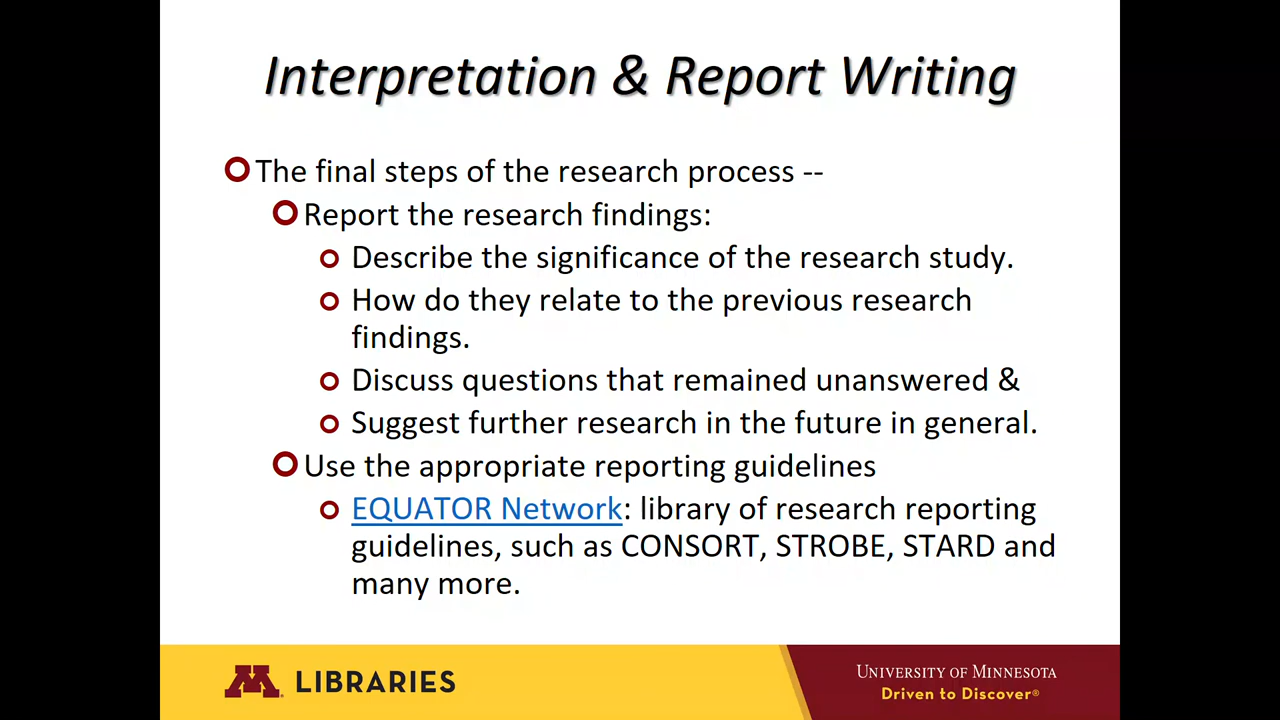 Interpretation & Report Writing
The final steps of the research process --
Report the research findings:
Describe the significance of the research study.
How do they relate to the previous research
findings.
Discuss questions that remained unanswered &
Suggest further research in the future in general.
Use the appropriate reporting guidelines
EQUATOR Network: library of research reporting
guidelines, such as CONSORT, STROBE, STARD and
many more.
M LIBRARIES
UNIVERSITY OF MINNESOTA
Driven to Discover®